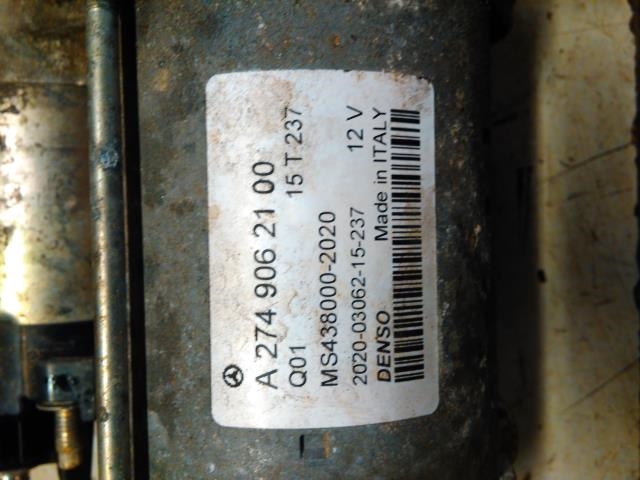 A 274 906 21 00
Q01 15 T 237
MS438000-2020
2020-03062-15-237 12 V
DENSO Made in ITALY